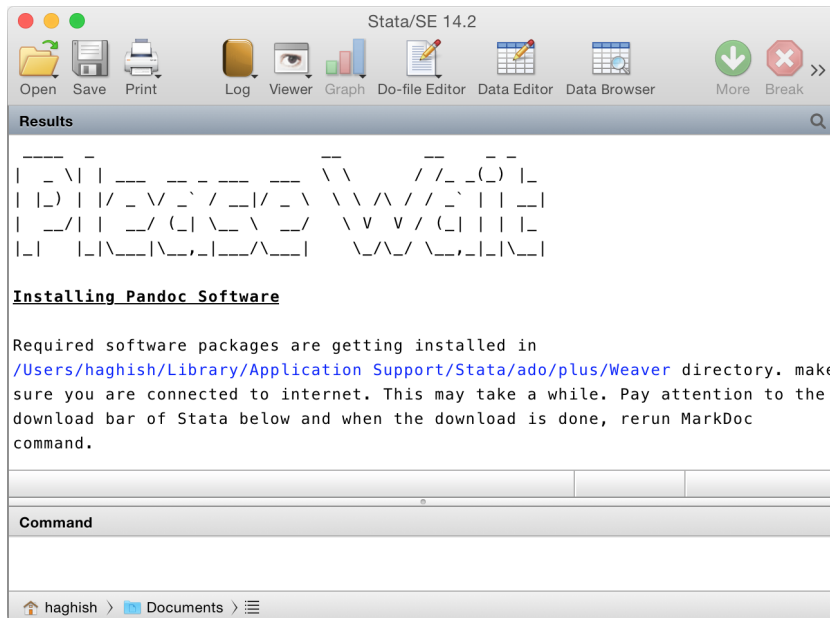 Stata/SE 14.2
Open Save Print Log Viewer Graph Do-file Editor Data Editor Data Browser More Break
Results
Please Wait
Installing Pandoc Software
Required software packages are getting installed in
/Users/haghish/Library/Application Support/Stata/ado/plus/Weaver directory. make
sure you are connected to internet. This may take a while. Pay attention to the
download bar of Stata below and when the download is done, rerun MarkDoc
command.
Command
haghish Documents